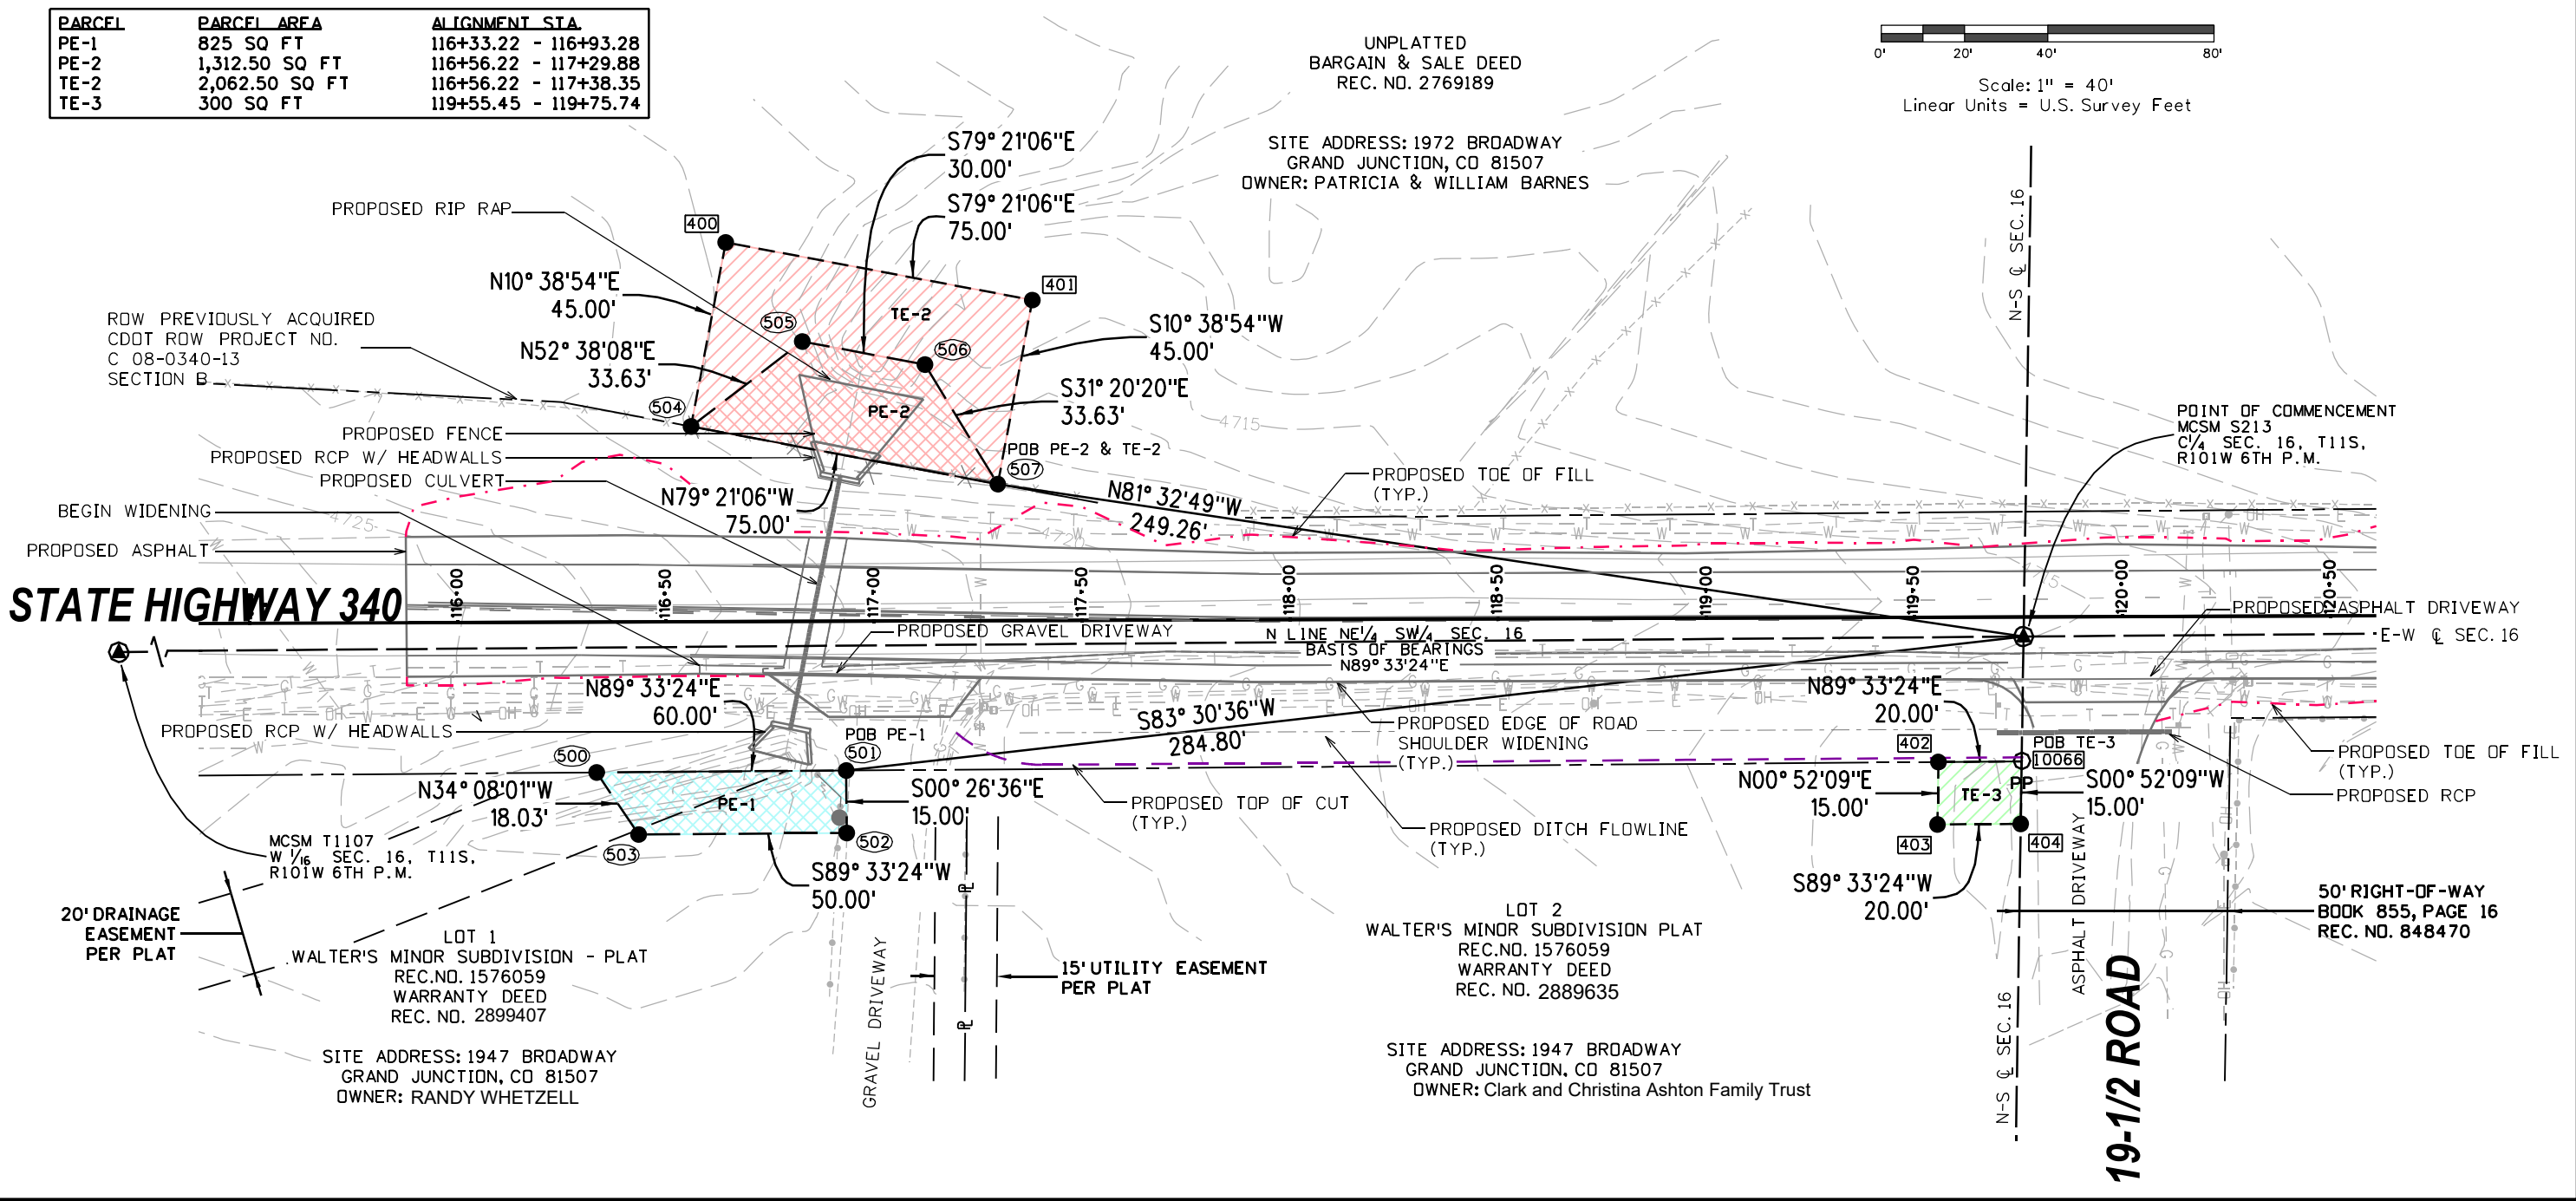 PARCEL PARCEL AREA ALIGNMENT STA.
PE-1 825 SQ FT 116+33.22 - 116+93.28
PE-2 1,312.50 SQ FT 116+56.22 - 117+29.88
TE-2 2,062.50 SQ FT 116+56.22 - 117+38.35
TE-3 300 SQ FT 119+55.45 - 119+75.74
UNPLATTED
BARGAIN & SALE DEED
REC. NO. 2769189
SITE ADDRESS: 1972 BROADWAY
GRAND JUNCTION, CO 81507
OWNER: PATRICIA & WILLIAM BARNES
0' 20' 40' 80'
Scale: 1" = 40'
Linear Units = U.S. Survey Feet
N-S ℄ SEC. 16
S79° 21'06"E
30.00'
S79° 21'06"E
75.00'
PROPOSED RIP RAP
400
401
N10° 38'54"E
45.00'
TE-2
505
506
S10° 38'54"W
45.00'
ROW PREVIOUSLY ACQUIRED
CDOT ROW PROJECT NO.
C 08-0340-13
SECTION B
N52° 38'08"E
33.63'
S31° 20'20"E
33.63'
504
PE-2
4715
POINT OF COMMENCEMENT
MCSM S213
C¼ SEC. 16, T11S,
R101W 6TH P.M.
PROPOSED FENCE
PROPOSED RCP W/ HEADWALLS
PROPOSED CULVERT
POB PE-2 & TE-2
507
PROPOSED TOE OF FILL
(TYP.)
N79° 21'06"W
75.00'
N81° 32'49"W
249.26'
BEGIN WIDENING
4725
PROPOSED ASPHALT
4715
STATE HIGHWAY 340
116+00
116+50
117+00
117+50
118+00
118+50
119+00
119+50
120+00
120+50
PROPOSED ASPHALT DRIVEWAY
PROPOSED GRAVEL DRIVEWAY
N LINE NE¼ SW¼ SEC. 16
BASIS OF BEARINGS
N89° 33'24"E
E-W ℄ SEC. 16
N89° 33'24"E
60.00'
N89° 33'24"E
20.00'
S83° 30'36"W
284.80'
PROPOSED EDGE OF ROAD
SHOULDER WIDENING
(TYP.)
PROPOSED RCP W/ HEADWALLS
POB PE-1
500
501
402
POB TE-3
10066
PP
PROPOSED TOE OF FILL
(TYP.)
PROPOSED RCP
N34° 08'01"W
18.03'
PE-1
S00° 26'36"E
15.00'
PROPOSED TOP OF CUT
(TYP.)
N00° 52'09"E
15.00'
TE-3
S00° 52'09"W
15.00'
PROPOSED DITCH FLOWLINE
(TYP.)
MCSM T1107
W 1/16 SEC. 16, T11S,
R101W 6TH P.M.
503
502
403
404
S89° 33'24"W
50.00'
S89° 33'24"W
20.00'
20' DRAINAGE
EASEMENT
PER PLAT
50' RIGHT-OF-WAY
BOOK 855, PAGE 16
REC. NO. 848470
LOT 1
WALTER'S MINOR SUBDIVISION - PLAT
REC.NO. 1576059
WARRANTY DEED
REC. NO. 2899407
SITE ADDRESS: 1947 BROADWAY
GRAND JUNCTION, CO 81507
OWNER: RANDY WHETZELL
GRAVEL DRIVEWAY
15' UTILITY EASEMENT
PER PLAT
LOT 2
WALTER'S MINOR SUBDIVISION PLAT
REC.NO. 1576059
WARRANTY DEED
REC. NO. 2889635
SITE ADDRESS: 1947 BROADWAY
GRAND JUNCTION, CO 81507
OWNER: Clark and Christina Ashton Family Trust
N-S ℄ SEC. 16
ASPHALT DRIVEWAY
19-1/2 ROAD